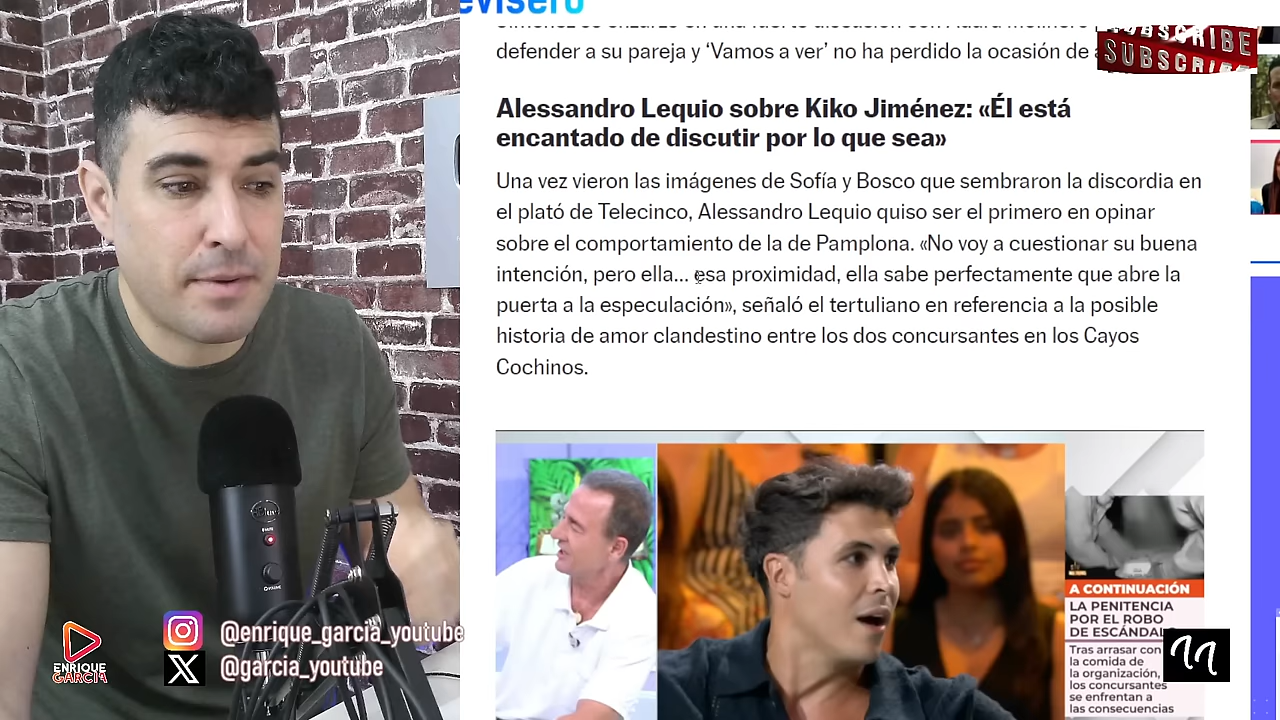 evisero
defender a su pareja y ‘Vamos a ver’ no ha perdido la ocasión de
SUBSCRIBE
SUBSCRIBE
Alessandro Lequio sobre Kiko Jiménez: «Él está
encantado de discutir por lo que sea»
Una vez vieron las imágenes de Sofía y Bosco que sembraron la discordia en
el plató de Telecinco, Alessandro Lequio quiso ser el primero en opinar
sobre el comportamiento de la de Pamplona. «No voy a cuestionar su buena
intención, pero ella... esa proximidad, ella sabe perfectamente que abre la
puerta a la especulación», señaló el tertuliano en referencia a la posible
historia de amor clandestino entre los dos concursantes en los Cayos
Cochinos.
A CONTINUACIÓN
LA PENITENCIA
POR EL ROBO
DE ESCÁNDAL
Tras arrasar con
la comida de
la organización,
los concursantes
se enfrentan a
las consecuencias
ENRIQUE
GARCÍA
@enrique_garcia_youtube
@garcia_youtube